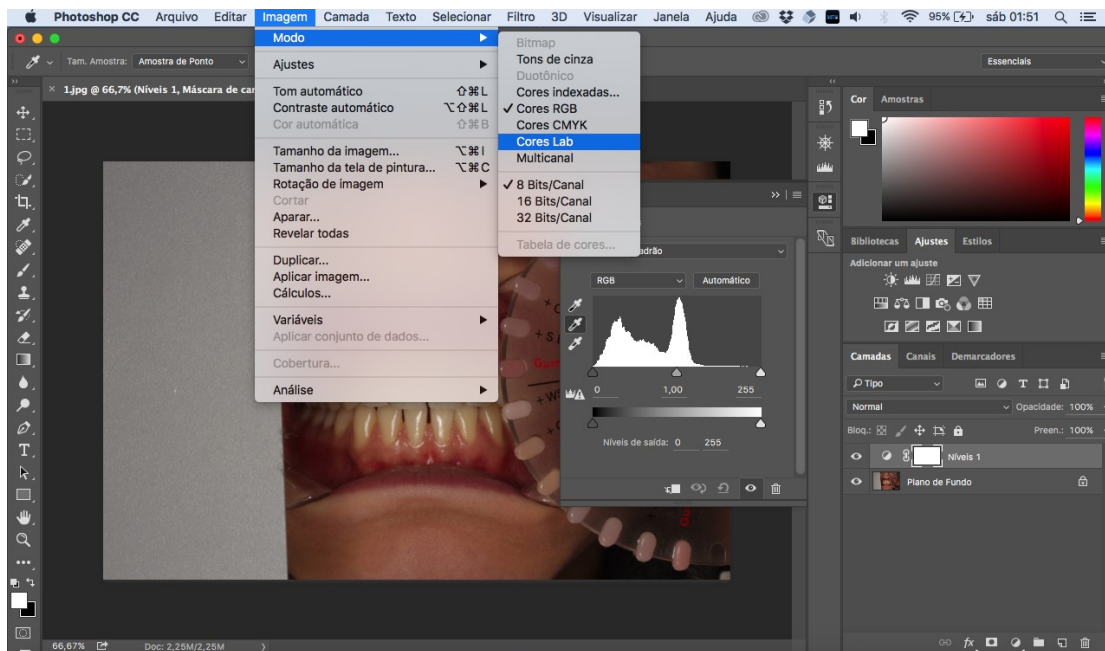 Photoshop CC Arquivo Editar Imagem Camada Texto Selecionar Filtro 3D Visualizar Janela Ajuda 95% sáb 01:51
Tam. Amostra: Amostra de Ponto Essenciais
1.jpg @ 66,7% (Níveis 1, Máscara de
Modo
Ajustes
Tom automático ⇧⌘L
Contraste automático ⌥⇧⌘L
Cor automática ⇧⌘B
Tamanho da imagem... ⌥⌘I
Tamanho da tela de pintura... ⌥⌘C
Rotação de imagem
Cortar
Aparar...
Revelar todas
Duplicar...
Aplicar imagem...
Cálculos...
Variáveis
Aplicar conjunto de dados...
Cobertura...
Análise
Bitmap
Tons de cinza
Duotônico
Cores indexadas...
✓ Cores RGB
Cores CMYK
Cores Lab
Multicanal
✓ 8 Bits/Canal
16 Bits/Canal
32 Bits/Canal
Tabela de cores...
RGB Automático
0 1,00 255
Níveis de saída: 0 255
Cor Amostras
Bibliotecas Ajustes Estilos
Adicionar um ajuste
Camadas Canais Demarcadores
Tipo
Normal Opacidade: 100%
Bloq.: Preen.: 100%
Níveis 1
Plano de Fundo
66,67% Doc: 2,25M/2,25M